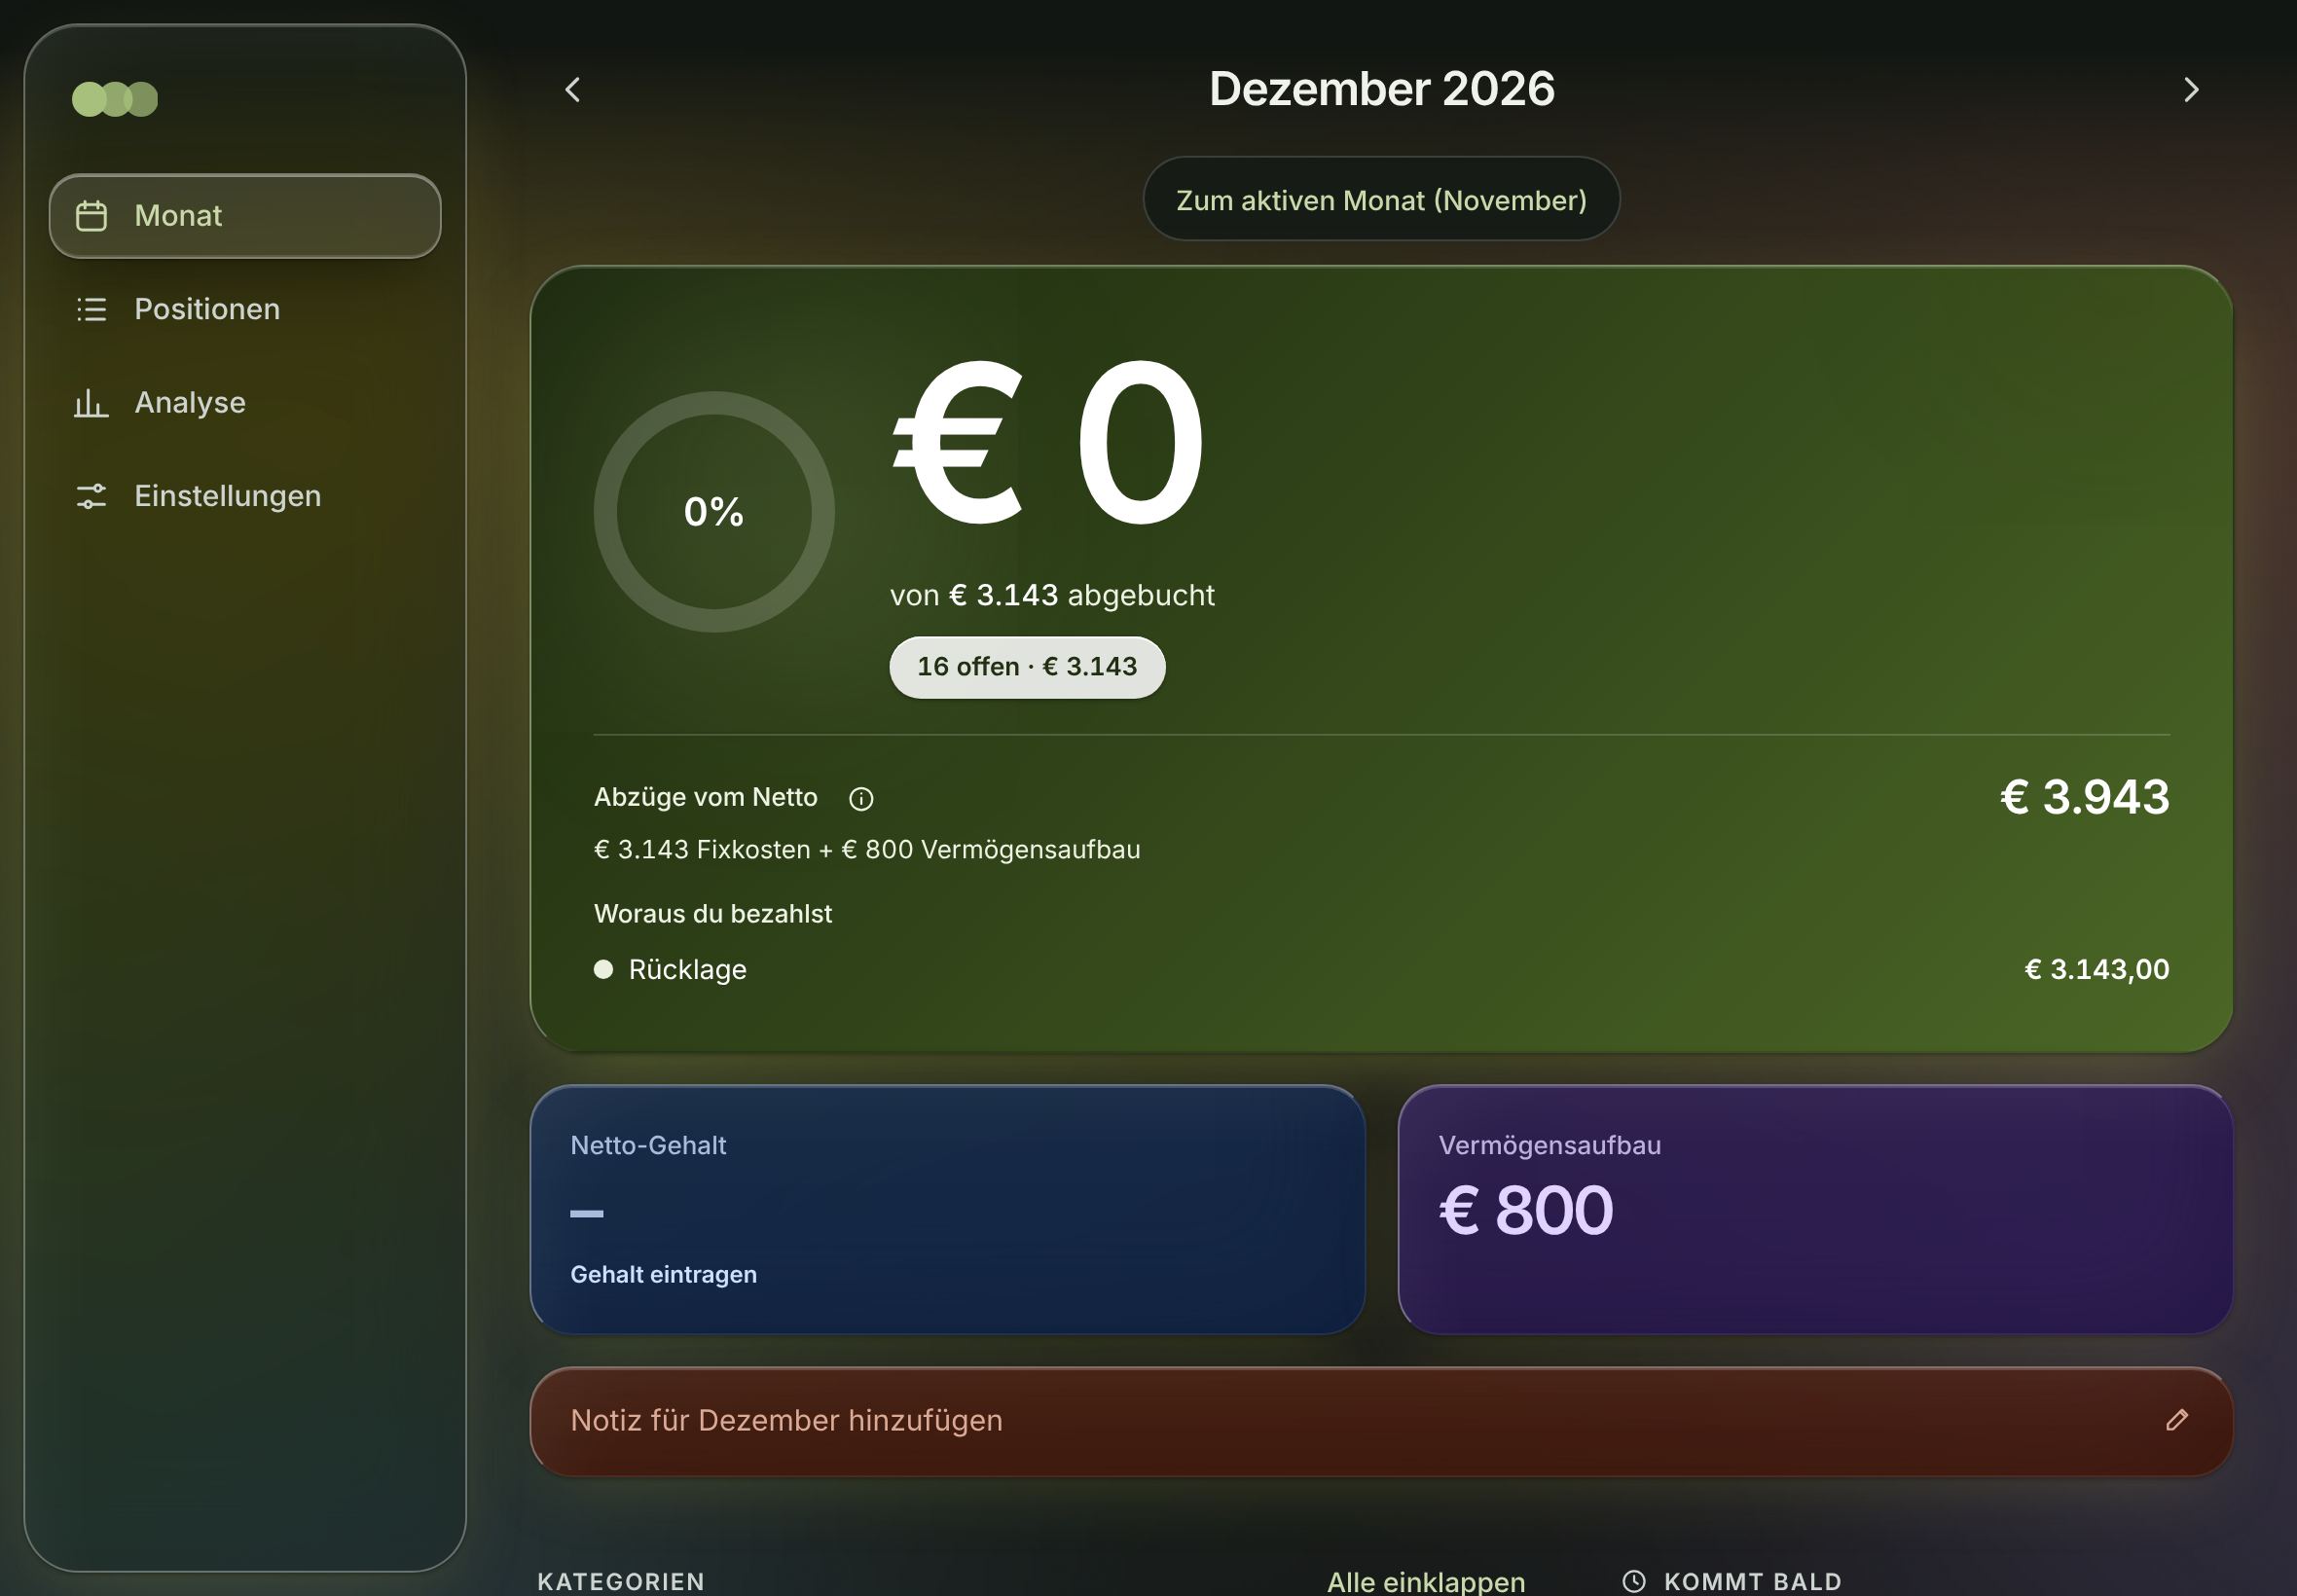 Dezember 2026
Zum aktiven Monat (November)
Monat
Positionen
Analyse
Einstellungen
€ 0
0%
von € 3.143 abgebucht
16 offen · € 3.143
Abzüge vom Netto
€ 3.943
€ 3.143 Fixkosten + € 800 Vermögensaufbau
Woraus du bezahlst
Rücklage
€ 3.143,00
Netto-Gehalt
–
Gehalt eintragen
Vermögensaufbau
€ 800
Notiz für Dezember hinzufügen
KATEGORIEN
Alle einklappen
KOMMT BALD